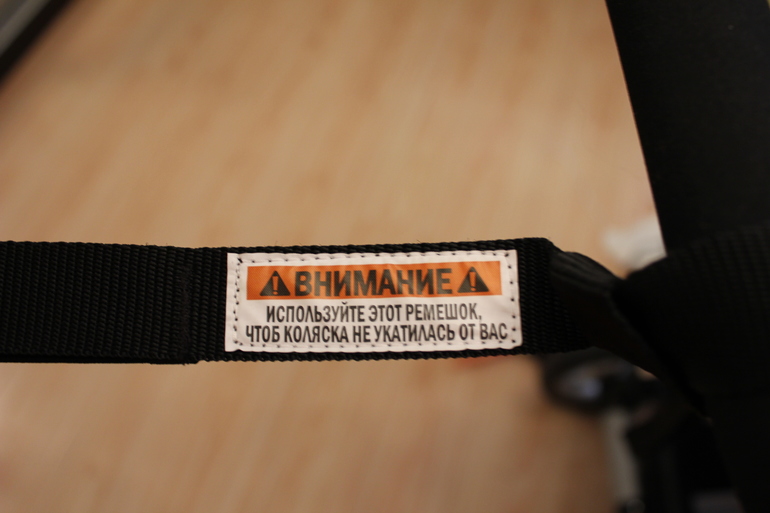 ВНИМАНИЕ
ИСПОЛЬЗУЙТЕ ЭТОТ РЕМЕШОК,
ЧТОБ КОЛЯСКА НЕ УКАТИЛАСЬ ОТ ВАС